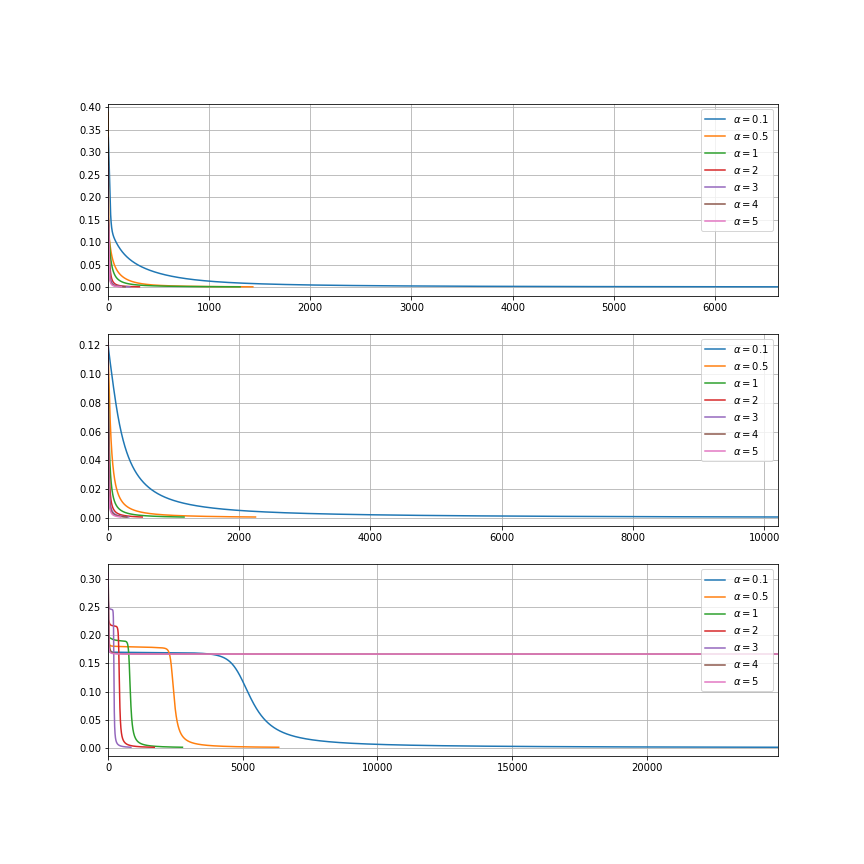 0.40
0.35
0.30
0.25
0.20
0.15
0.10
0.05
0.00
0 1000 2000 3000 4000 5000 6000
α = 0.1
α = 0.5
α = 1
α = 2
α = 3
α = 4
α = 5
0.12
0.10
0.08
0.06
0.04
0.02
0.00
0 2000 4000 6000 8000 10000
α = 0.1
α = 0.5
α = 1
α = 2
α = 3
α = 4
α = 5
0.30
0.25
0.20
0.15
0.10
0.05
0.00
0 5000 10000 15000 20000
α = 0.1
α = 0.5
α = 1
α = 2
α = 3
α = 4
α = 5